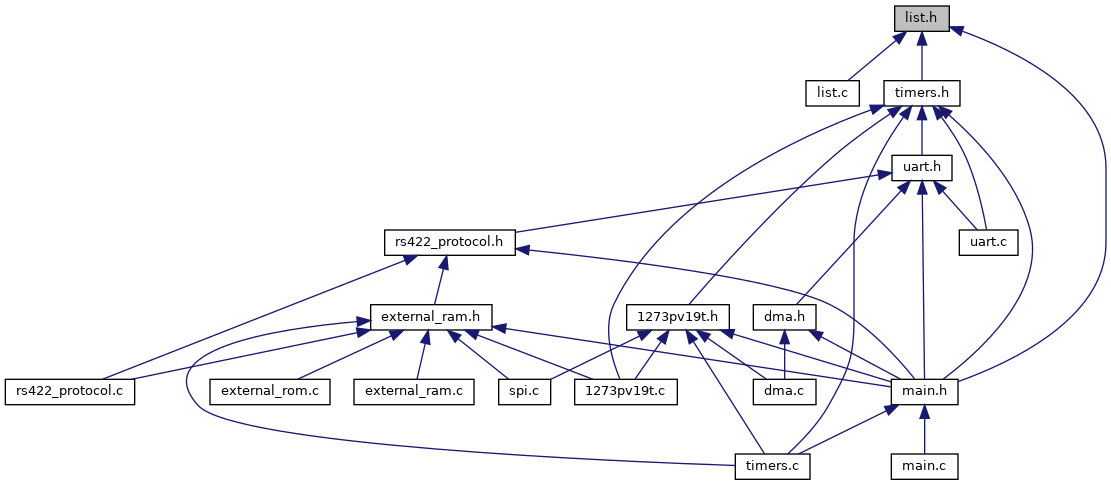 list.h
list.c
timers.h
uart.h
rs422_protocol.h
uart.c
external_ram.h
1273pv19t.h
dma.h
rs422_protocol.c
external_rom.c
external_ram.c
spi.c
1273pv19t.c
dma.c
main.h
timers.c
main.c